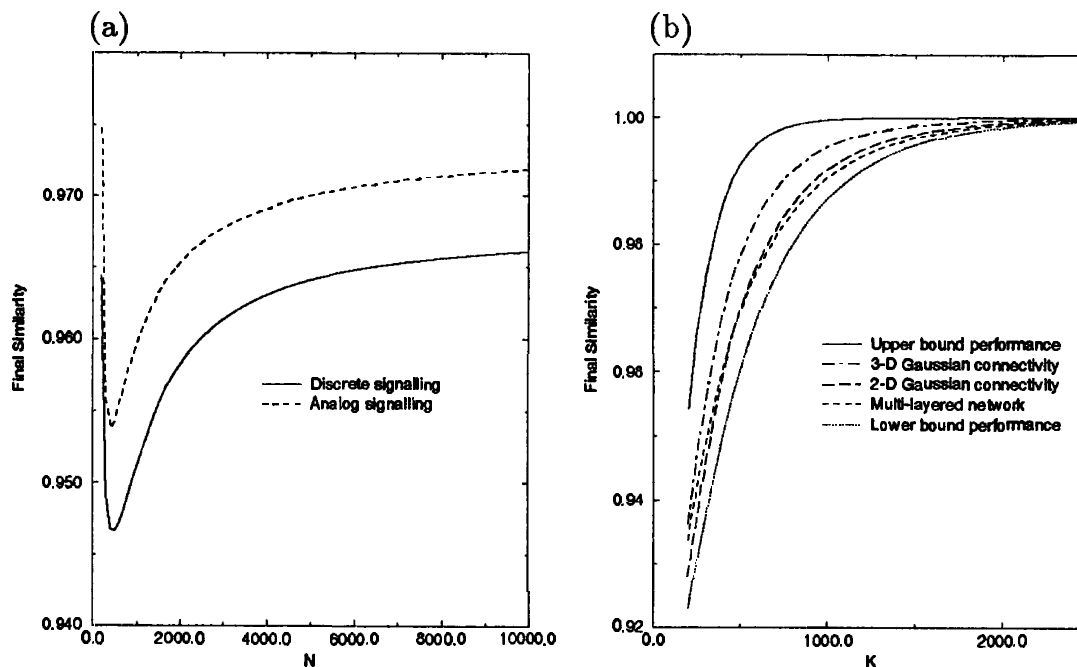 (a)
0.970
0.960
0.950
0.940
Final Similarity
Discrete signalling
Analog signalling
0.0 2000.0 4000.0 6000.0 8000.0 10000.0
N
(b)
1.00
0.98
0.96
0.94
0.92
Final Similarity
Upper bound performance
3-D Gaussian connectivity
2-D Gaussian connectivity
Multi-layered network
Lower bound performance
0.0 1000.0 2000.0
K